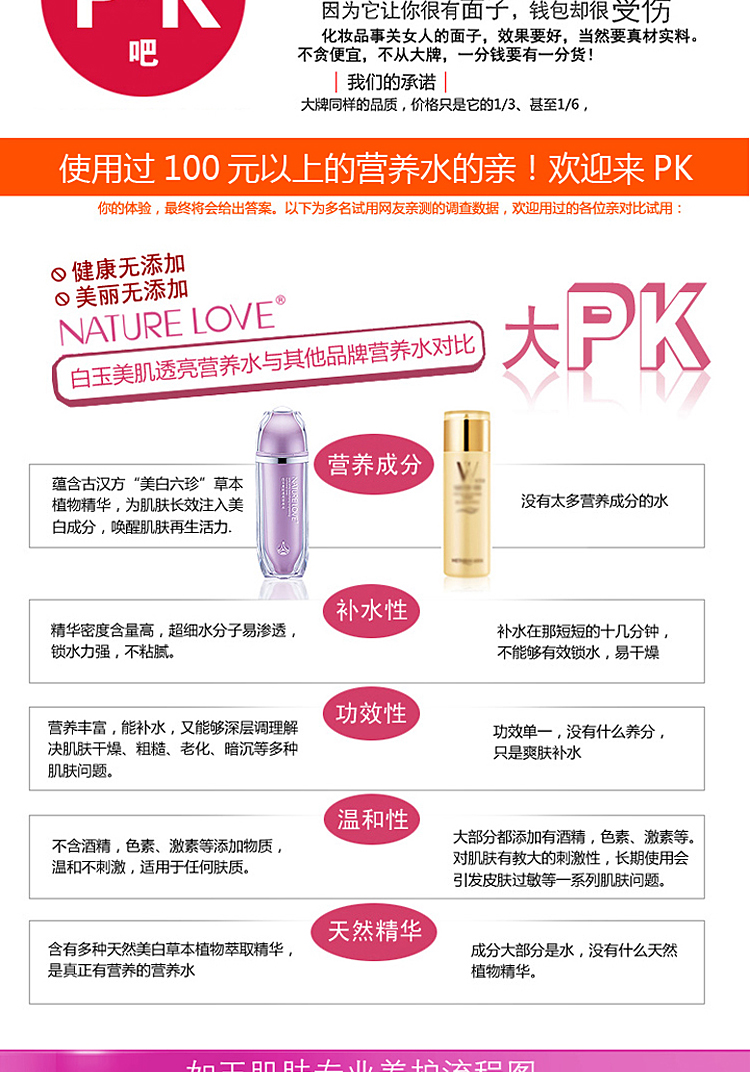 PK
吧
因为它让你很有面子，钱包却很受伤
化妆品事关女人的面子，效果要好，当然要真材实料。
不含便宜，不从大牌，一分钱要有一分货！
我们的承诺
大牌同样的品质，价格只是它的1/3、甚至1/6，
使用过 100 元以上的营养水的亲！欢迎来 PK
你的体验，最终将会给出答案。以下为多名试用网友亲测的调查数据，欢迎用过的各位亲对比试用：
健康无添加
美丽无添加
NATURE LOVE®
白玉美肌透亮营养水与其他品牌营养水对比
大PK
营养成分
蕴含古汉方“美白六珍”草本
植物精华，为肌肤长效注入美
白成分，唤醒肌肤再生活力.
NATURE LOVE
没有太多营养成分的水
补水性
精华密度含量高，超细水分子易渗透，
锁水力强，不粘腻。
补水在那短短的十几分钟，
不能够有效锁水，易干燥
功效性
营养丰富，能补水，又能够深层调理解
决肌肤干燥、粗糙、老化、暗沉等多种
肌肤问题。
功效单一，没有什么养分，
只是爽肤补水
温和性
不含酒精，色素、激素等添加物质，
温和不刺激，适用于任何肤质。
大部分都添加有酒精，色素、激素等。
对肌肤有教大的刺激性，长期使用会
引发皮肤过敏等一系列肌肤问题。
天然精华
含有多种天然美白草本植物萃取精华，
是真正有营养的营养水
成分大部分是水，没有什么天然
植物精华。
如玉肌肤专业养护流程图